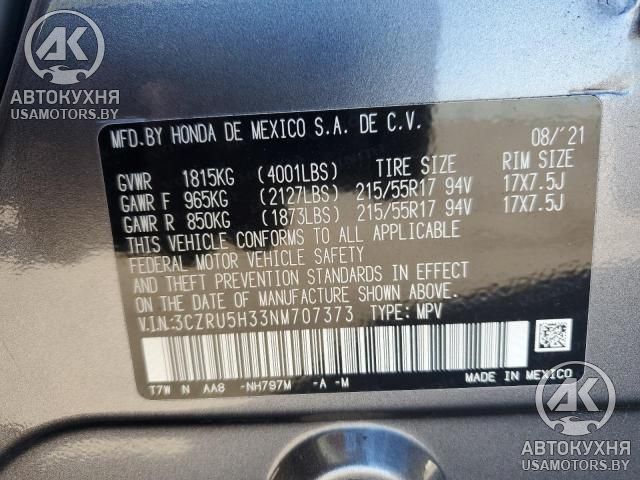 AK
АВТОКУХНЯ
USAMOTORS.BY
MFD.BY HONDA DE MEXICO S.A. DE C.V. 08/'21
GVWR 1815KG (4001LBS) TIRE SIZE RIM SIZE
GAWR F 965KG (2127LBS) 215/55R17 94V 17X7.5J
GAWR R 850KG (1873LBS) 215/55R17 94V 17X7.5J
THIS VEHICLE CONFORMS TO ALL APPLICABLE
FEDERAL MOTOR VEHICLE SAFETY
AND THEFT PREVENTION STANDARDS IN EFFECT
ON THE DATE OF MANUFACTURE SHOWN ABOVE.
V.I.N:3CZRU5H33NM707373 TYPE: MPV
T7W N AA8 -NH797M -A -M MADE IN MEXICO
AK
АВТОКУХНЯ
USAMOTORS.BY